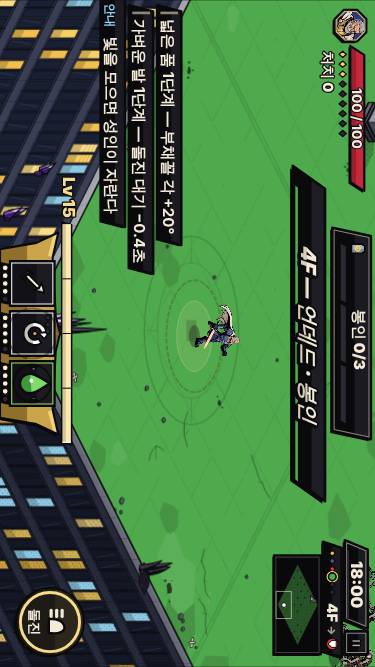 100 / 100
처치 0
봉인 0/3
4F — 언데드 · 봉인
18:00
4F
넓은 폼 1단계 — 부채꼴 각 +20°
가벼운 발 1단계 — 돌진 대기 -0.4초
안내 빛을 모으면 성인이 자란다
Lv 15
돌진